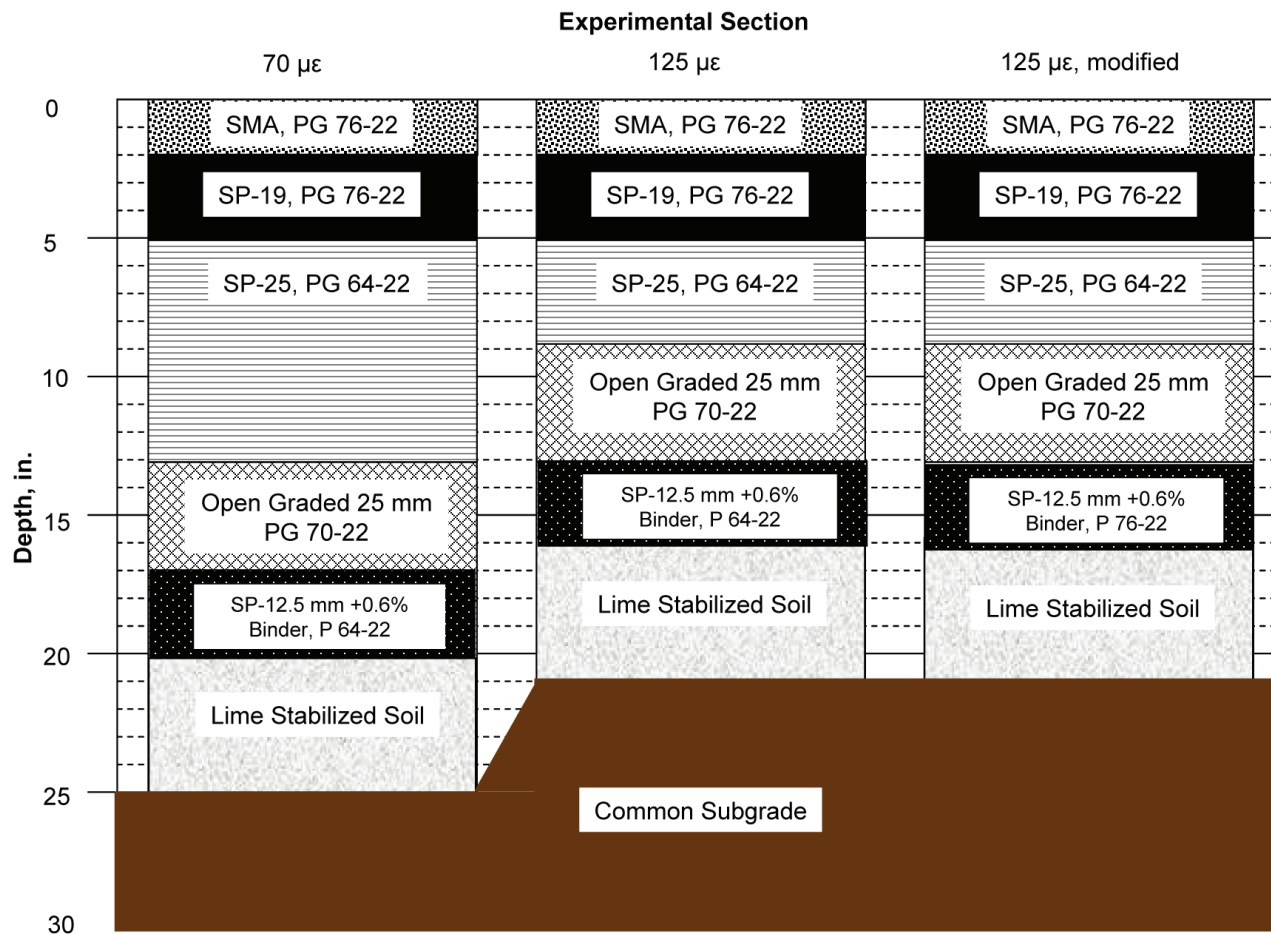 Experimental Section
70 µε
125 µε
125 µε, modified
Depth, in.
0
5
10
15
20
25
30
SMA, PG 76-22
SP-19, PG 76-22
SP-25, PG 64-22
Open Graded 25 mm
PG 70-22
SP-12.5 mm +0.6%
Binder, P 64-22
Lime Stabilized Soil
SMA, PG 76-22
SP-19, PG 76-22
SP-25, PG 64-22
Open Graded 25 mm
PG 70-22
SP-12.5 mm +0.6%
Binder, P 64-22
Lime Stabilized Soil
SMA, PG 76-22
SP-19, PG 76-22
SP-25, PG 64-22
Open Graded 25 mm
PG 70-22
SP-12.5 mm +0.6%
Binder, P 76-22
Lime Stabilized Soil
Common Subgrade